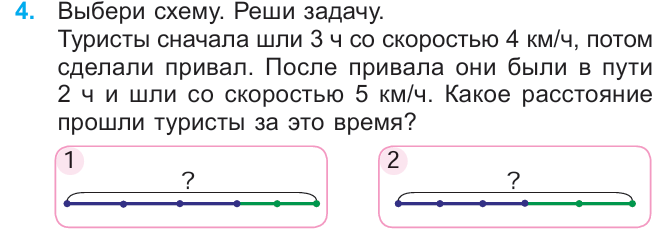 4. Выбери схему. Реши задачу.
Туристы сначала шли 3 ч со скоростью 4 км/ч, потом
сделали привал. После привала они были в пути
2 ч и шли со скоростью 5 км/ч. Какое расстояние
прошли туристы за это время?
1 2
? ?